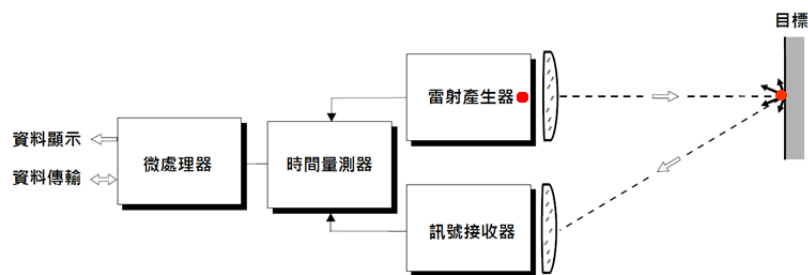 目標
雷射產生器
資料顯示
資料傳輸
微處理器
時間量測器
訊號接收器